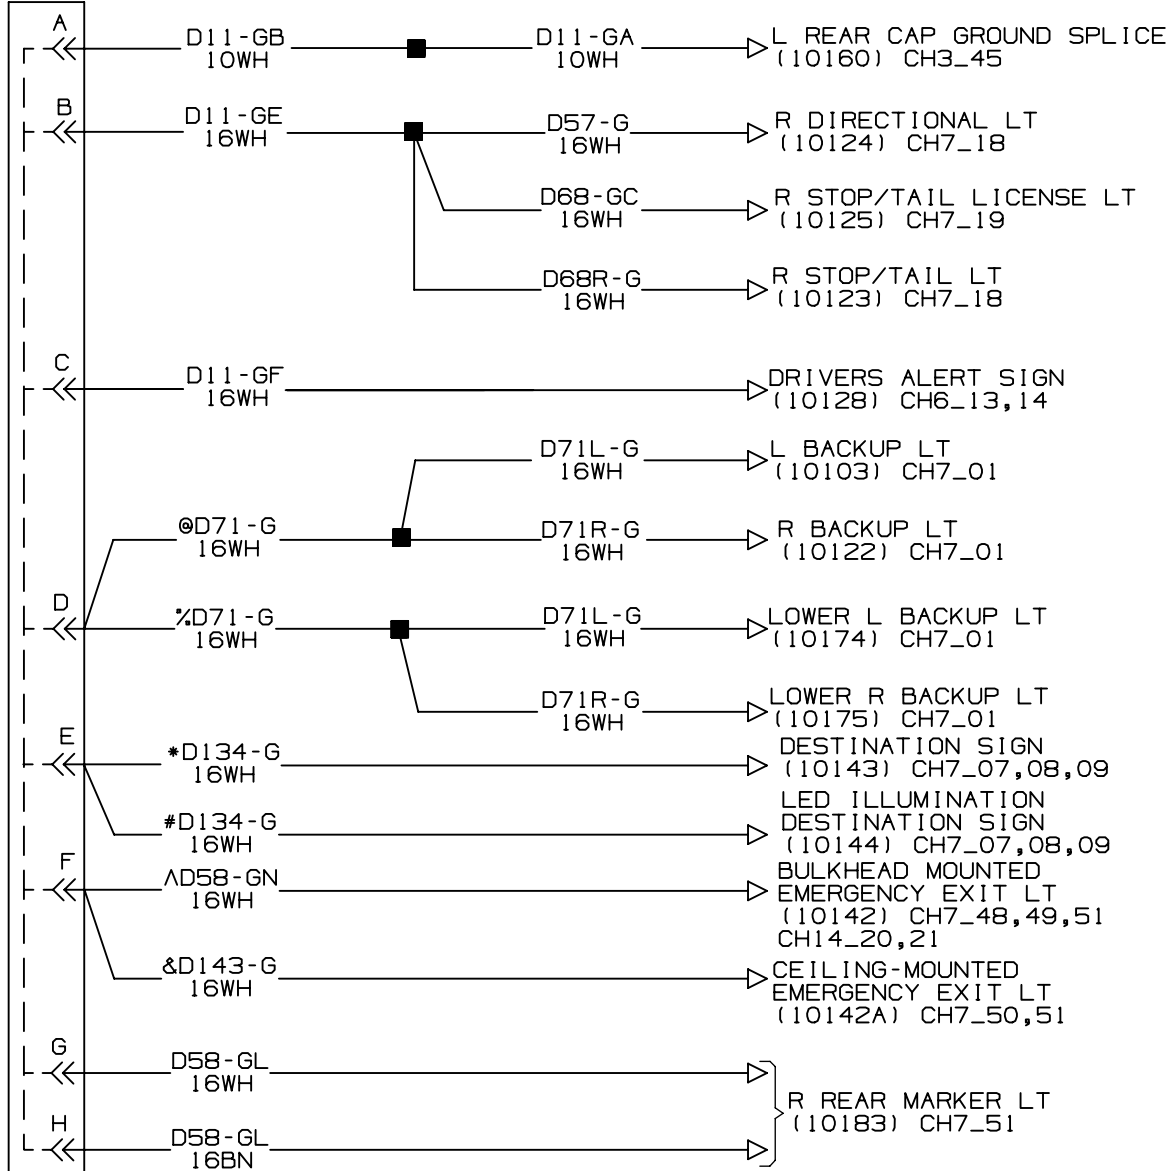 A
D11-GB
10WH
D11-GA
10WH
L REAR CAP GROUND SPLICE
(10160) CH3_45
B
D11-GE
16WH
D57-G
16WH
R DIRECTIONAL LT
(10124) CH7_18
D68-GC
16WH
R STOP/TAIL LICENSE LT
(10125) CH7_19
D68R-G
16WH
R STOP/TAIL LT
(10123) CH7_18
C
D11-GF
16WH
DRIVERS ALERT SIGN
(10128) CH6_13,14
D71L-G
16WH
L BACKUP LT
(10103) CH7_01
@D71-G
16WH
D71R-G
16WH
R BACKUP LT
(10122) CH7_01
D
%D71-G
16WH
D71L-G
16WH
LOWER L BACKUP LT
(10174) CH7_01
D71R-G
16WH
LOWER R BACKUP LT
(10175) CH7_01
E
*D134-G
16WH
DESTINATION SIGN
(10143) CH7_07,08,09
#D134-G
16WH
LED ILLUMINATION
DESTINATION SIGN
(10144) CH7_07,08,09
F
^D58-GN
16WH
BULKHEAD MOUNTED
EMERGENCY EXIT LT
(10142) CH7_48,49,51
CH14_20,21
&D143-G
16WH
CEILING-MOUNTED
EMERGENCY EXIT LT
(10142A) CH7_50,51
G
D58-GL
16WH
H
D58-GL
16BN
R REAR MARKER LT
(10183) CH7_51